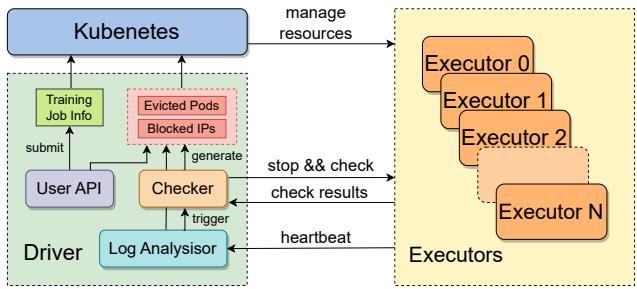 Kubenetes
manage
resources
Executor 0
Executor 1
Executor 2
Executor N
Executors
Training
Job Info
Evicted Pods
Blocked IPs
submit
generate
User API
Checker
stop && check
check results
trigger
Log Analysisor
heartbeat
Driver